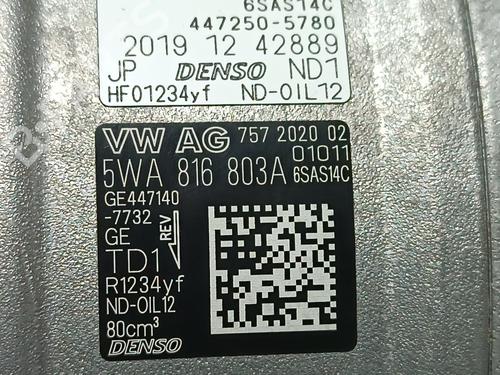 6SAS14C
447250-5780
2019 12 42889
JP DENSO ND1
HF01234yf ND-OIL12
VW AG 757 2020 02
01011
5WA 816 803A 6SAS14C
GE447140
-7732
GE
REV
TD1
R1234yf
ND-OIL12
80cm³
DENSO